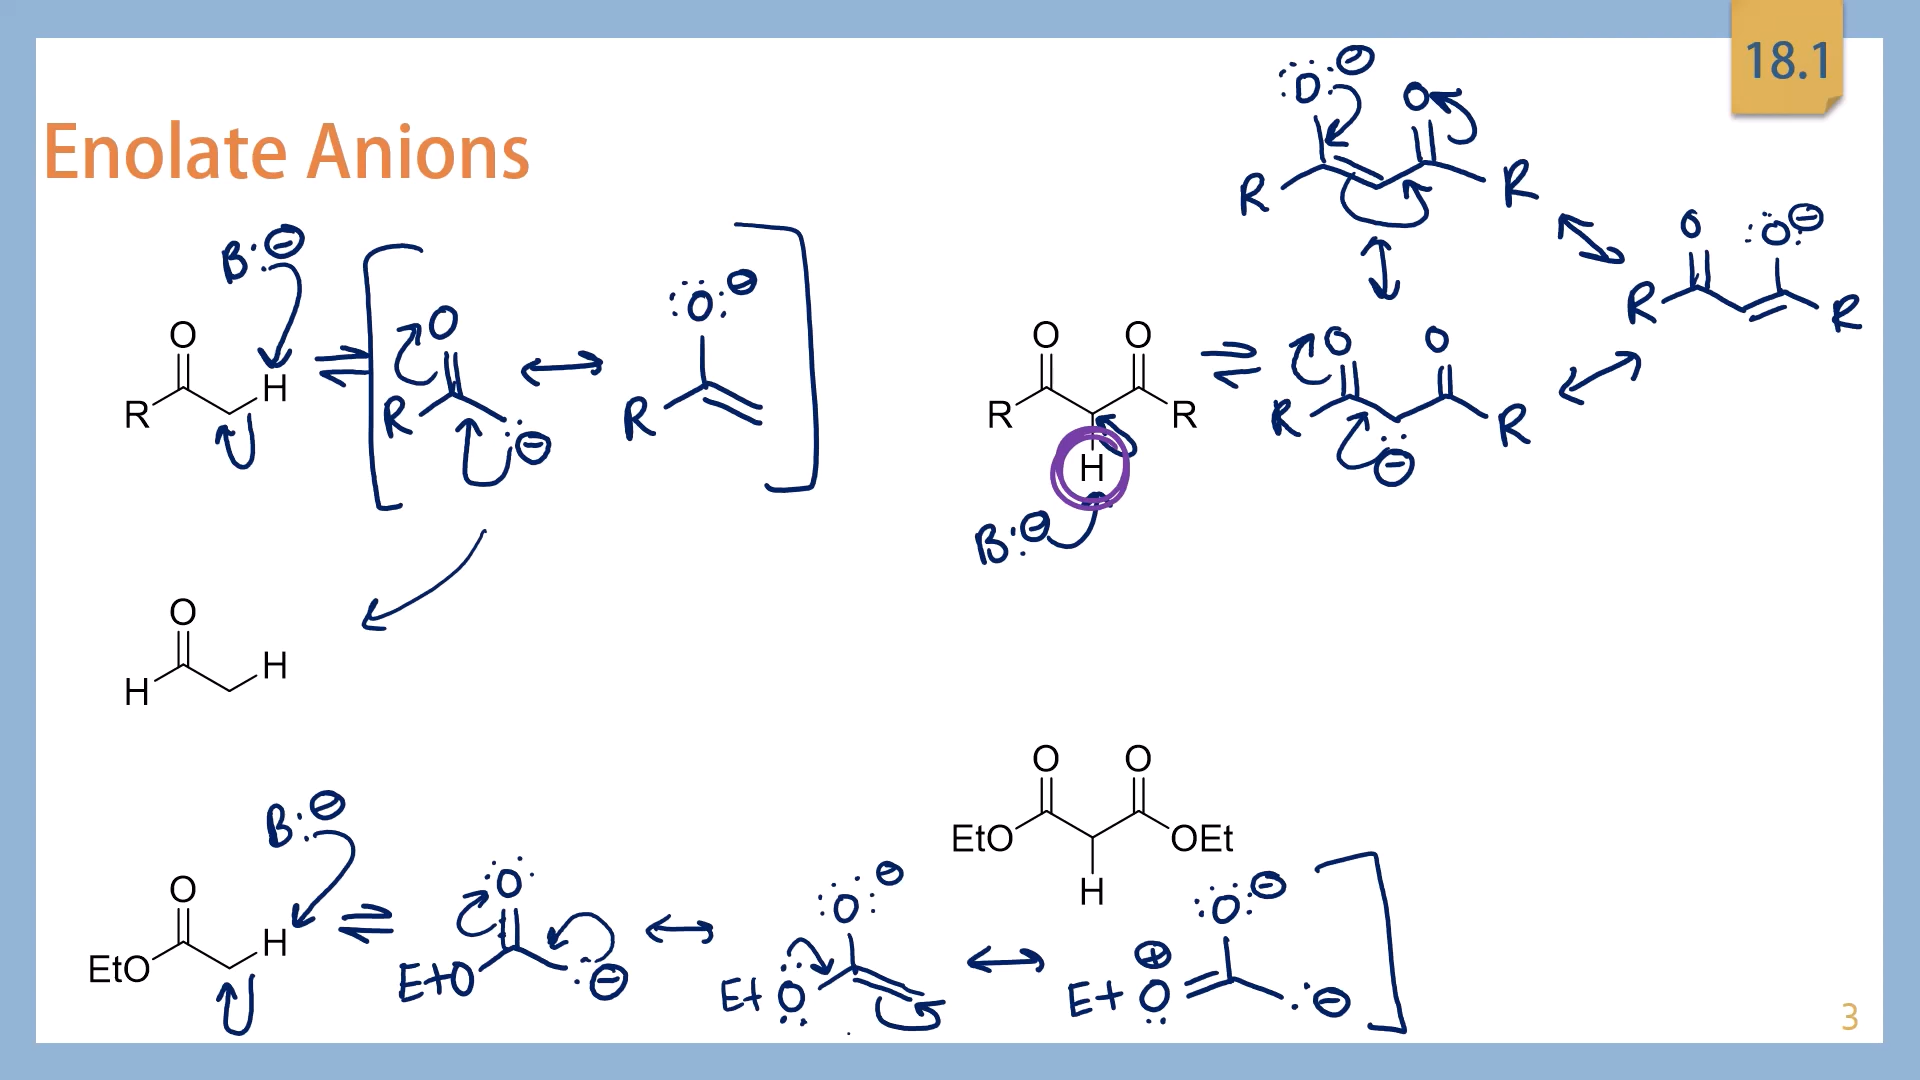 18.1
Enolate Anions
:O: ⊖ O
R R
O :O: ⊖
R R
B: ⊖
O
R H
O
R ⊖
:O: ⊖
R
O O
R R
H
B: ⊖
O O
R R
⊖
O
H H
B: ⊖
O
EtO H
:O:
EtO :⊖
:O: ⊖
EtO
:O: ⊖
⊕
EtO :⊖
O O
EtO OEt
H
3